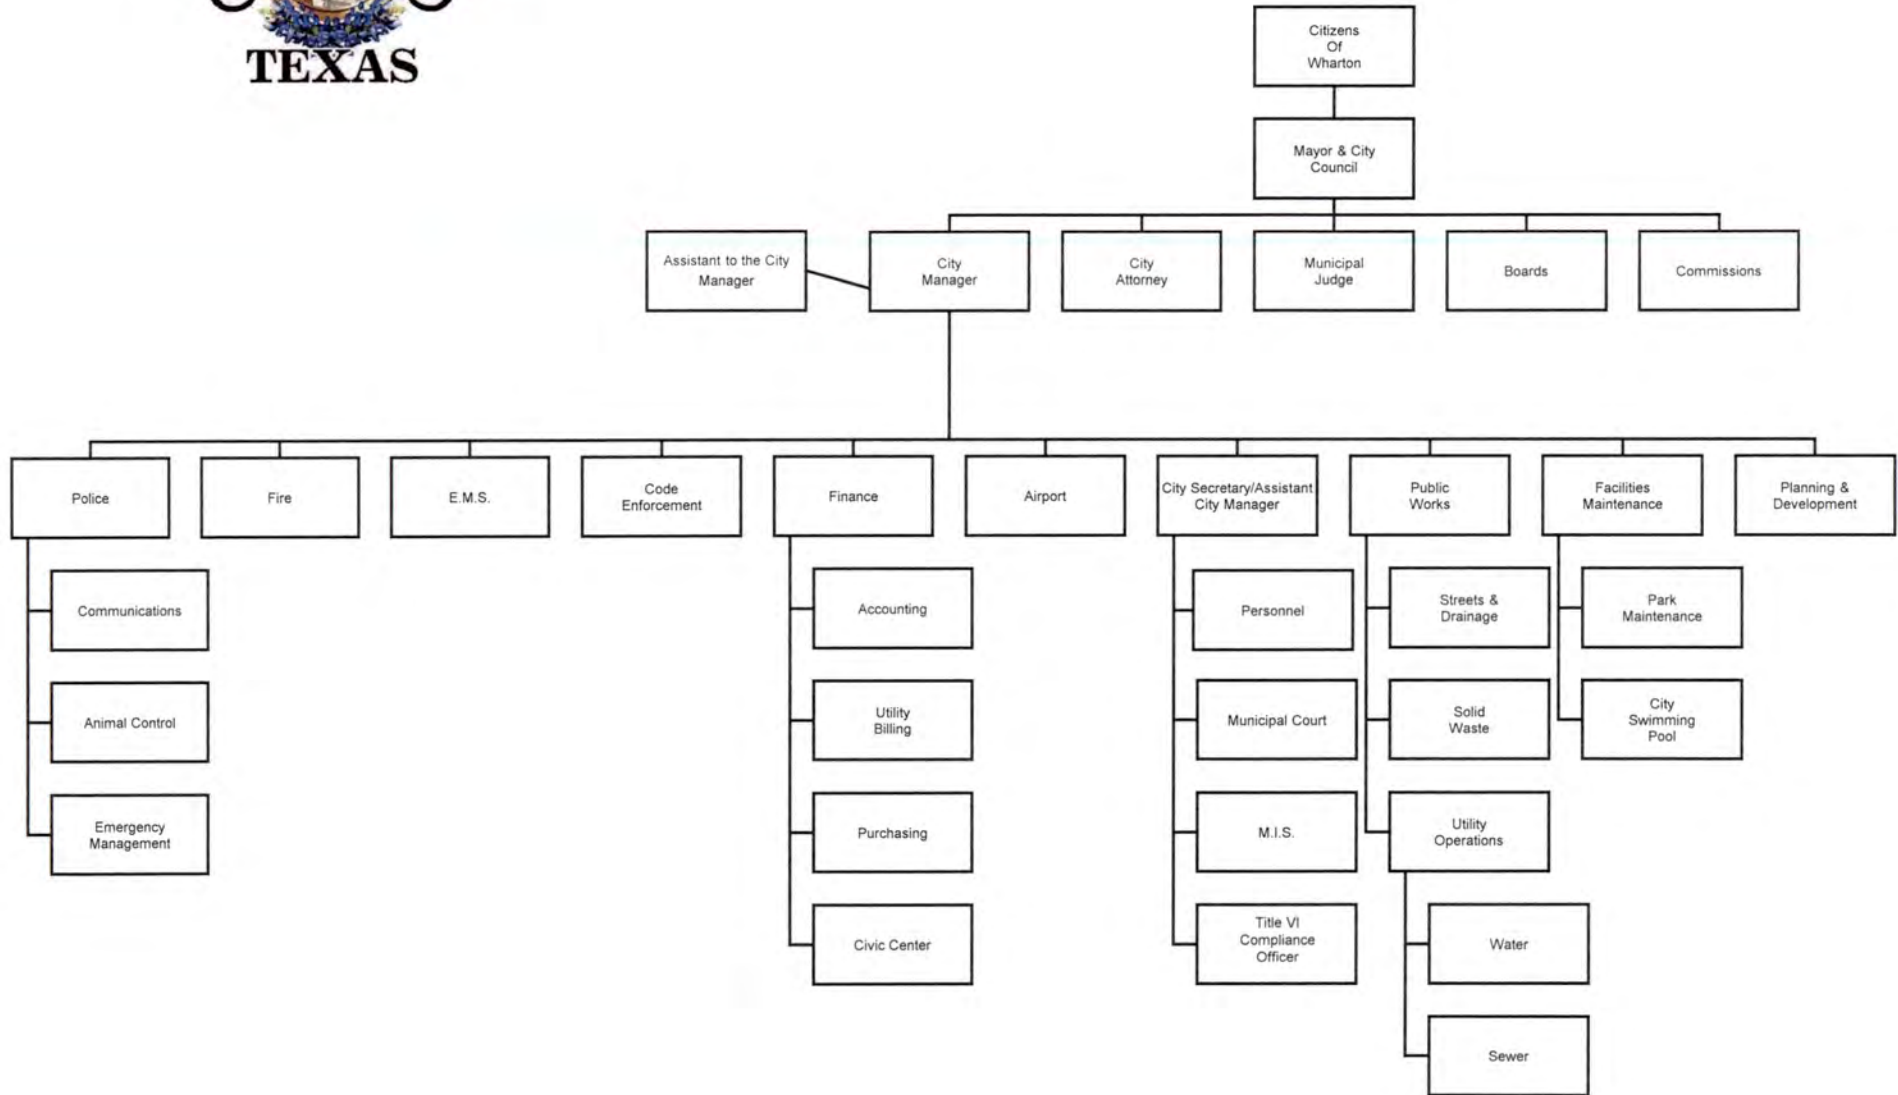 TEXAS
Citizens
Of
Wharton
Mayor & City
Council
Assistant to the City
Manager
City
Manager
City
Attorney
Municipal
Judge
Boards
Commissions
Police
Fire
E.M.S.
Code
Enforcement
Finance
Airport
City Secretary/Assistant
City Manager
Public
Works
Facilities
Maintenance
Planning &
Development
Communications
Animal Control
Emergency
Management
Accounting
Utility
Billing
Purchasing
Civic Center
Personnel
Municipal Court
M.I.S.
Title VI
Compliance
Officer
Streets &
Drainage
Solid
Waste
Utility
Operations
Water
Sewer
Park
Maintenance
City
Swimming
Pool